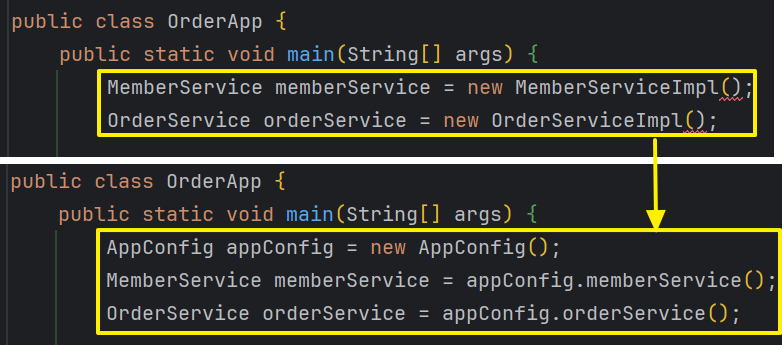 public class OrderApp {
public static void main(String[] args) {
MemberService memberService = new MemberServiceImpl();
OrderService orderService = new OrderServiceImpl();
public class OrderApp {
public static void main(String[] args) {
AppConfig appConfig = new AppConfig();
MemberService memberService = appConfig.memberService();
OrderService orderService = appConfig.orderService();